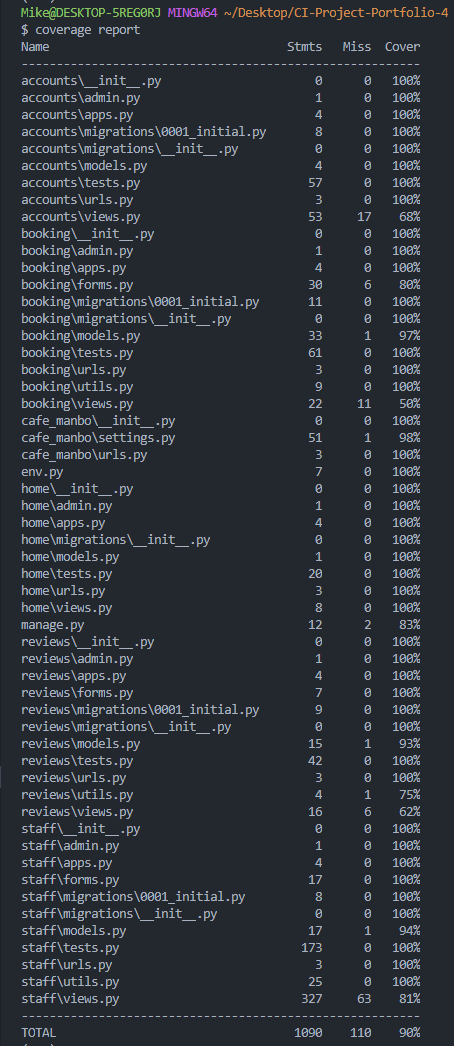 Mike@DESKTOP-5REG0RJ MINGW64 ~/Desktop/CI-Project-Portfolio-4
$ coverage report
Name Stmts Miss Cover
---------------------------------------------------------
accounts\__init__.py 0 0 100%
accounts\admin.py 1 0 100%
accounts\apps.py 4 0 100%
accounts\migrations\0001_initial.py 8 0 100%
accounts\migrations\__init__.py 0 0 100%
accounts\models.py 4 0 100%
accounts\tests.py 57 0 100%
accounts\urls.py 3 0 100%
accounts\views.py 53 17 68%
booking\__init__.py 0 0 100%
booking\admin.py 1 0 100%
booking\apps.py 4 0 100%
booking\forms.py 30 6 80%
booking\migrations\0001_initial.py 11 0 100%
booking\migrations\__init__.py 0 0 100%
booking\models.py 33 1 97%
booking\tests.py 61 0 100%
booking\urls.py 3 0 100%
booking\utils.py 9 0 100%
booking\views.py 22 11 50%
cafe_manbo\__init__.py 0 0 100%
cafe_manbo\settings.py 51 1 98%
cafe_manbo\urls.py 3 0 100%
env.py 7 0 100%
home\__init__.py 0 0 100%
home\admin.py 1 0 100%
home\apps.py 4 0 100%
home\migrations\__init__.py 0 0 100%
home\models.py 1 0 100%
home\tests.py 20 0 100%
home\urls.py 3 0 100%
home\views.py 8 0 100%
manage.py 12 2 83%
reviews\__init__.py 0 0 100%
reviews\admin.py 1 0 100%
reviews\apps.py 4 0 100%
reviews\forms.py 7 0 100%
reviews\migrations\0001_initial.py 9 0 100%
reviews\migrations\__init__.py 0 0 100%
reviews\models.py 15 1 93%
reviews\tests.py 42 0 100%
reviews\urls.py 3 0 100%
reviews\utils.py 4 1 75%
reviews\views.py 16 6 62%
staff\__init__.py 0 0 100%
staff\admin.py 1 0 100%
staff\apps.py 4 0 100%
staff\forms.py 17 0 100%
staff\migrations\0001_initial.py 8 0 100%
staff\migrations\__init__.py 0 0 100%
staff\models.py 17 1 94%
staff\tests.py 173 0 100%
staff\urls.py 3 0 100%
staff\utils.py 25 0 100%
staff\views.py 327 63 81%
---------------------------------------------------------
TOTAL 1090 110 90%